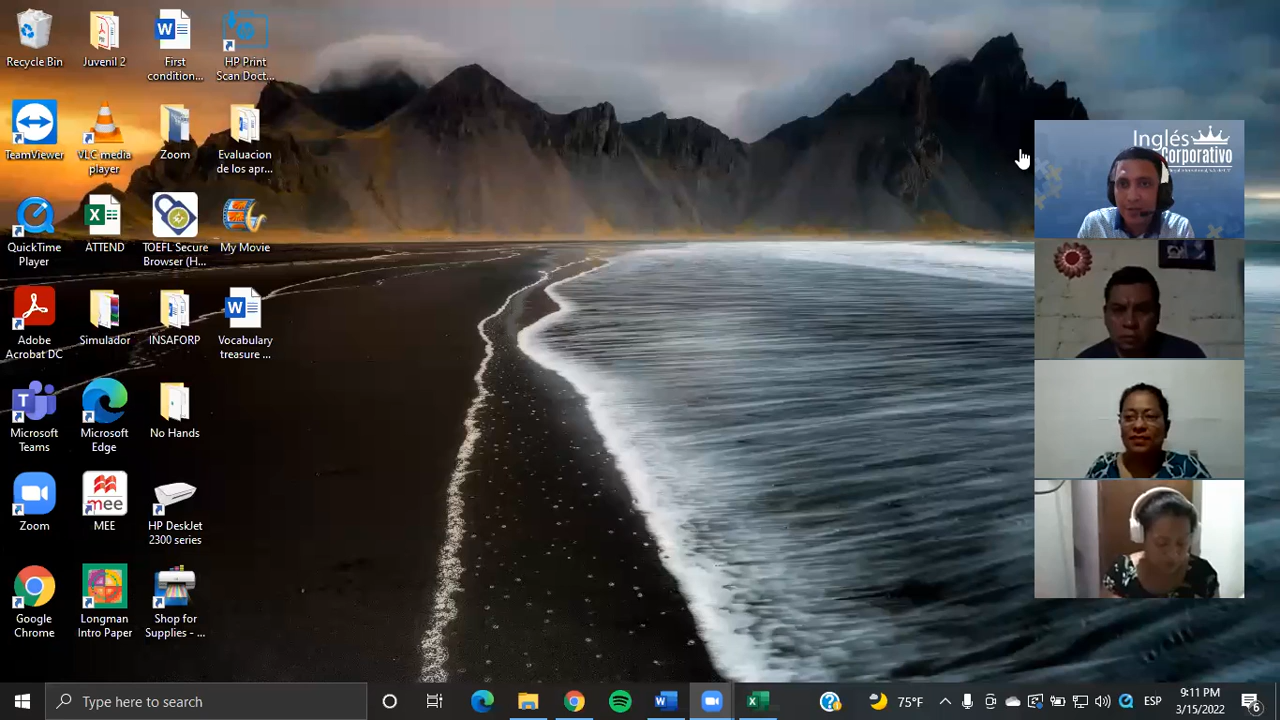 Recycle Bin
Juvenil 2
First
condition...
HP Print
Scan Doct...
TeamViewer
VLC media
player
Zoom
Evaluacion
de los apr...
QuickTime
Player
ATTEND
TOEFL Secure
Browser (H...
My Movie
Adobe
Acrobat DC
Simulador
INSAFORP
Vocabulary
treasure ...
Microsoft
Teams
Microsoft
Edge
No Hands
Zoom
mee
MEE
HP DeskJet
2300 series
Google
Chrome
Longman
Intro Paper
Shop for
Supplies - ...
Inglés
Corporativo
Type here to search
75°F
ESP
9:11 PM
3/15/2022
6